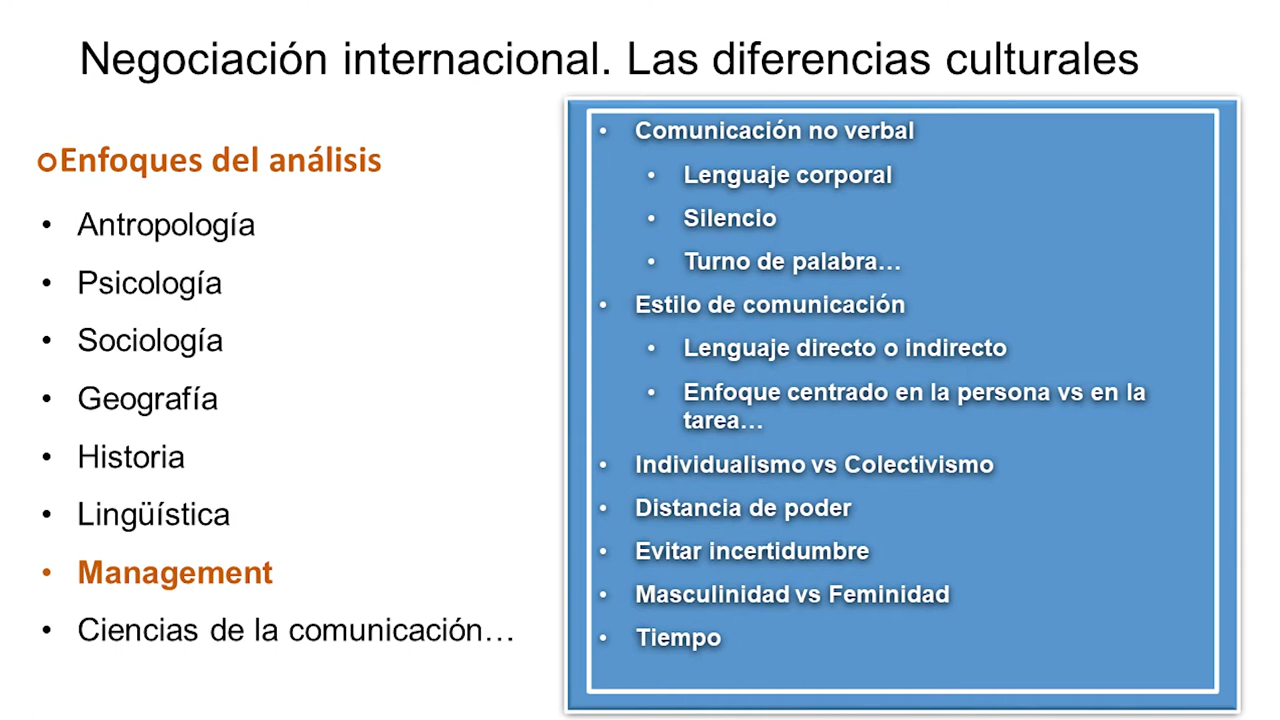 Negociación internacional. Las diferencias culturales
Enfoques del análisis
• Antropología
• Psicología
• Sociología
• Geografía
• Historia
• Lingüística
• Management
• Ciencias de la comunicación…
• Comunicación no verbal
• Lenguaje corporal
• Silencio
• Turno de palabra…
• Estilo de comunicación
• Lenguaje directo o indirecto
• Enfoque centrado en la persona vs en la
tarea…
• Individualismo vs Colectivismo
• Distancia de poder
• Evitar incertidumbre
• Masculinidad vs Feminidad
• Tiempo